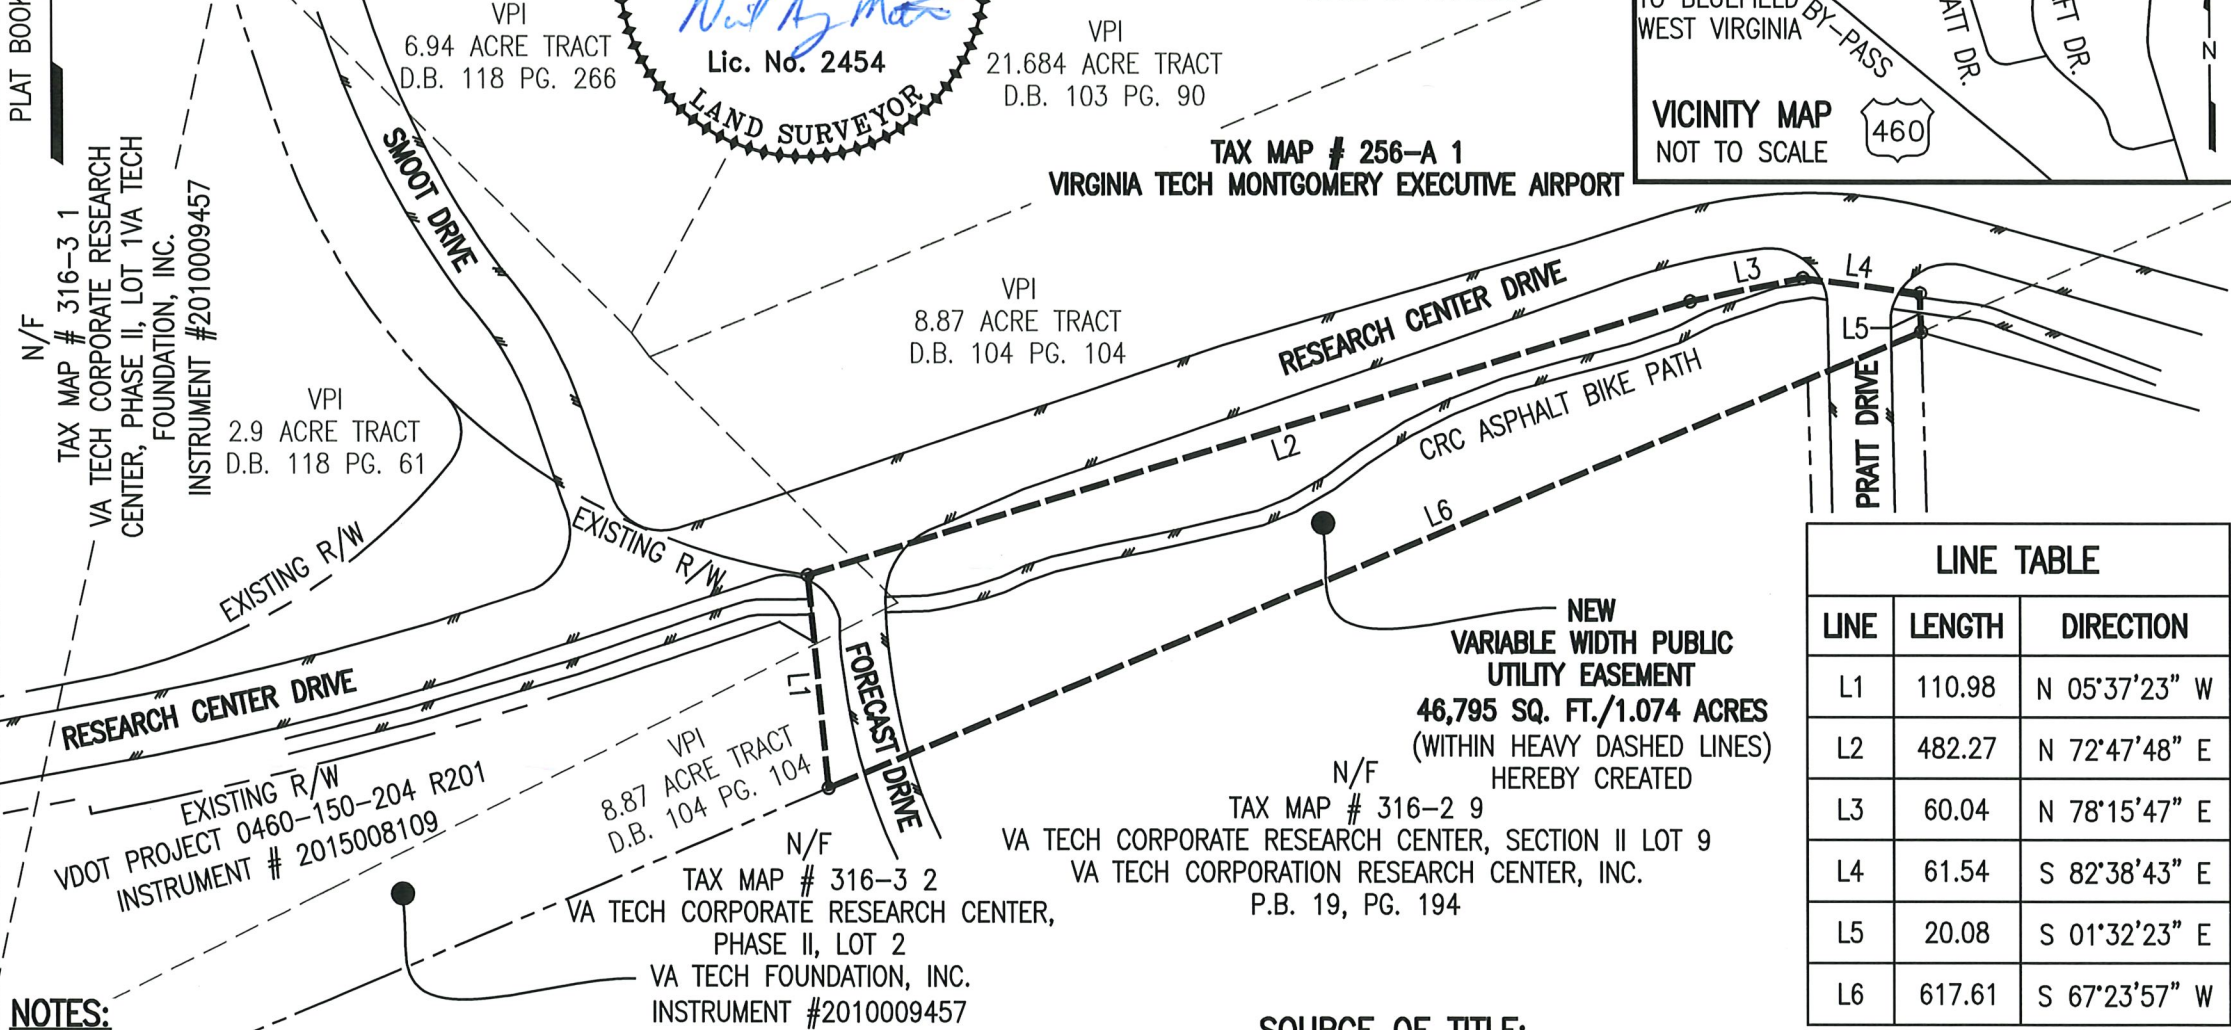 PLAT BOOK
VPI
6.94 ACRE TRACT
D.B. 118 PG. 266
Lic. No. 2454
LAND SURVEYOR
VPI
21.684 ACRE TRACT
D.B. 103 PG. 90
TAX MAP # 256-A 1
VIRGINIA TECH MONTGOMERY EXECUTIVE AIRPORT
TO BLUEFIELD
WEST VIRGINIA
BY-PASS
ATT DR.
FT DR.
N
VICINITY MAP
NOT TO SCALE
460
N/F
TAX MAP # 316-3 1
VA TECH CORPORATE RESEARCH
CENTER, PHASE II, LOT 1VA TECH
FOUNDATION, INC.
INSTRUMENT #2010009457
SMOOT DRIVE
VPI
2.9 ACRE TRACT
D.B. 118 PG. 61
VPI
8.87 ACRE TRACT
D.B. 104 PG. 104
RESEARCH CENTER DRIVE
L3
L4
L5
L2
CRC ASPHALT BIKE PATH
L6
PRATT DRIVE
EXISTING R/W
EXISTING R/W
RESEARCH CENTER DRIVE
L1
FORECAST DRIVE
EXISTING R/W
VDOT PROJECT 0460-150-204 R201
INSTRUMENT # 2015008109
VPI
8.87 ACRE TRACT
D.B. 104 PG. 104
NEW
VARIABLE WIDTH PUBLIC
UTILITY EASEMENT
46,795 SQ. FT./1.074 ACRES
(WITHIN HEAVY DASHED LINES)
HEREBY CREATED
N/F
TAX MAP # 316-2 9
VA TECH CORPORATE RESEARCH CENTER, SECTION II LOT 9
VA TECH CORPORATION RESEARCH CENTER, INC.
P.B. 19, PG. 194
N/F
TAX MAP # 316-3 2
VA TECH CORPORATE RESEARCH CENTER,
PHASE II, LOT 2
VA TECH FOUNDATION, INC.
INSTRUMENT #2010009457
LINE TABLE
LINE LENGTH DIRECTION
L1 110.98 N 05°37'23" W
L2 482.27 N 72°47'48" E
L3 60.04 N 78°15'47" E
L4 61.54 S 82°38'43" E
L5 20.08 S 01°32'23" E
L6 617.61 S 67°23'57" W
NOTES:
SOURCE OF TITLE: